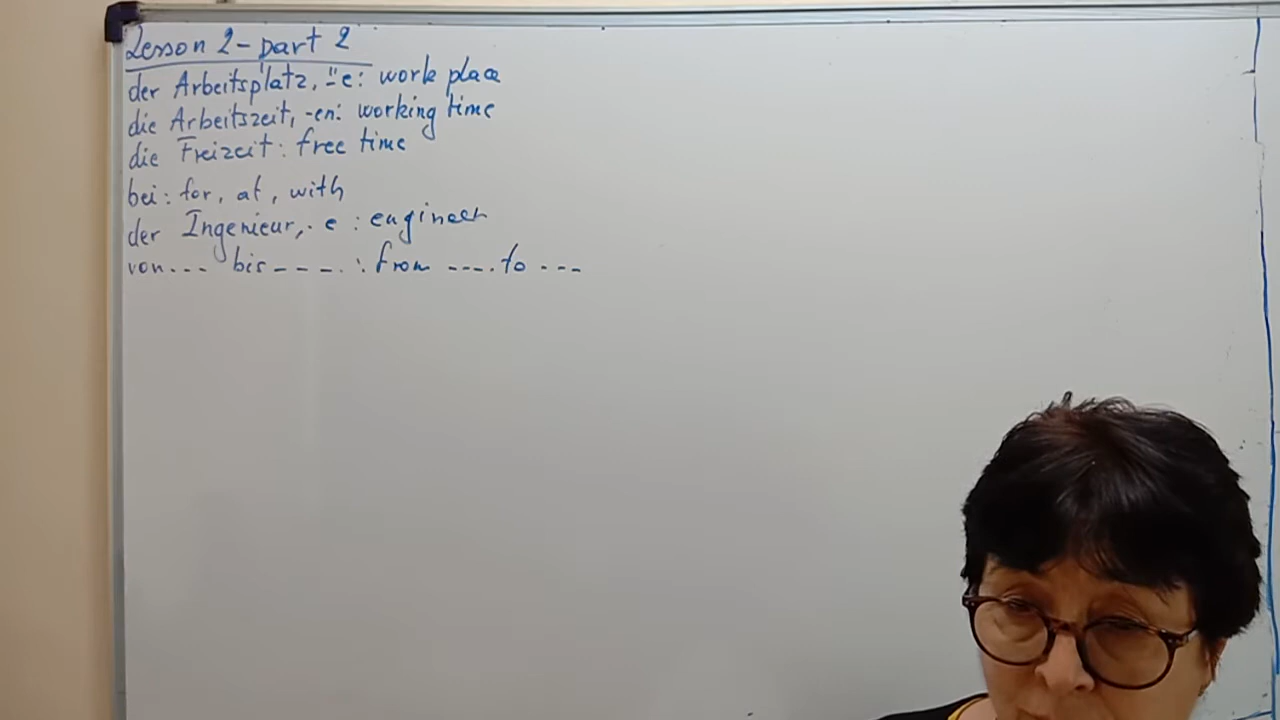 Lesson 2 - part 2
der Arbeitsplatz, -̈e: work place
die Arbeitszeit, -en: working time
die Freizeit: free time
bei: for, at, with
der Ingenieur, -e: engineer
von... bis ----: from ---- to ---